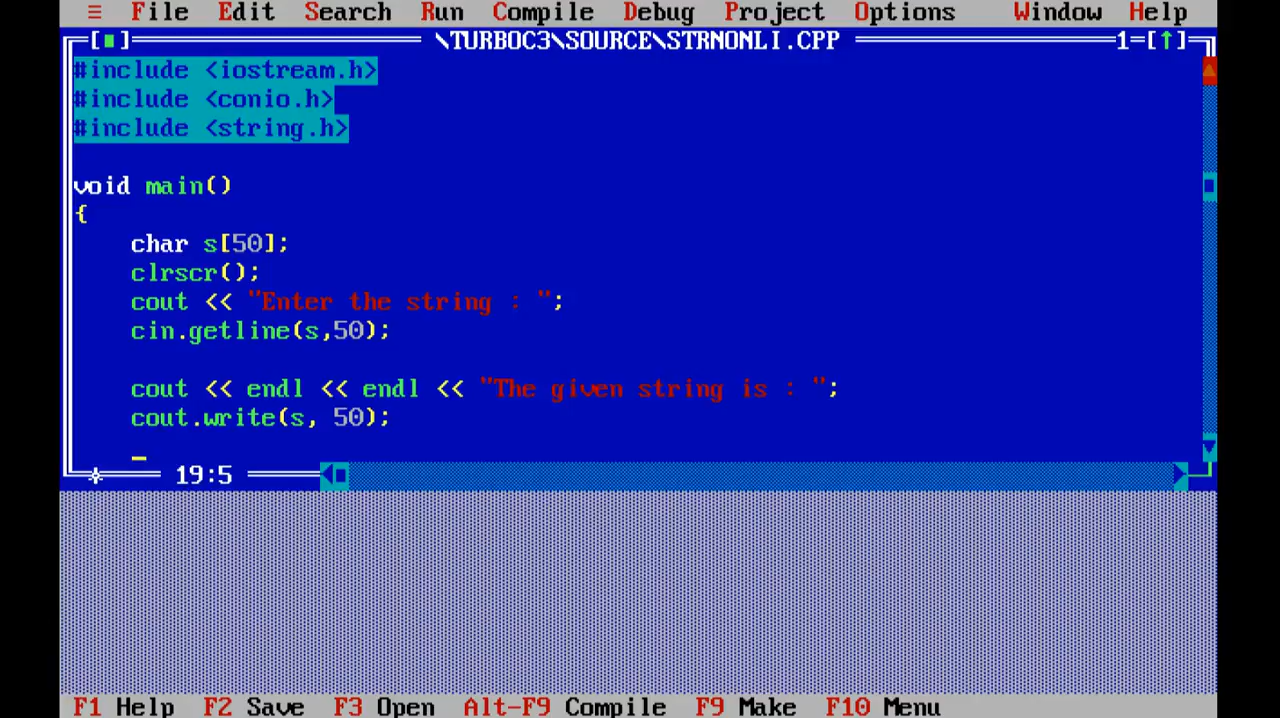 ≡ File Edit Search Run Compile Debug Project Options Window Help
[■] \TURBOC3\SOURCE\STRNONLI.CPP 1=[↑]
#include <iostream.h>
#include <conio.h>
#include <string.h>
void main()
{
char s[50];
clrscr();
cout << "Enter the string : ";
cin.getline(s,50);
cout << endl << endl << "The given string is : ";
cout.write(s, 50);
19:5
F1 Help F2 Save F3 Open Alt-F9 Compile F9 Make F10 Menu